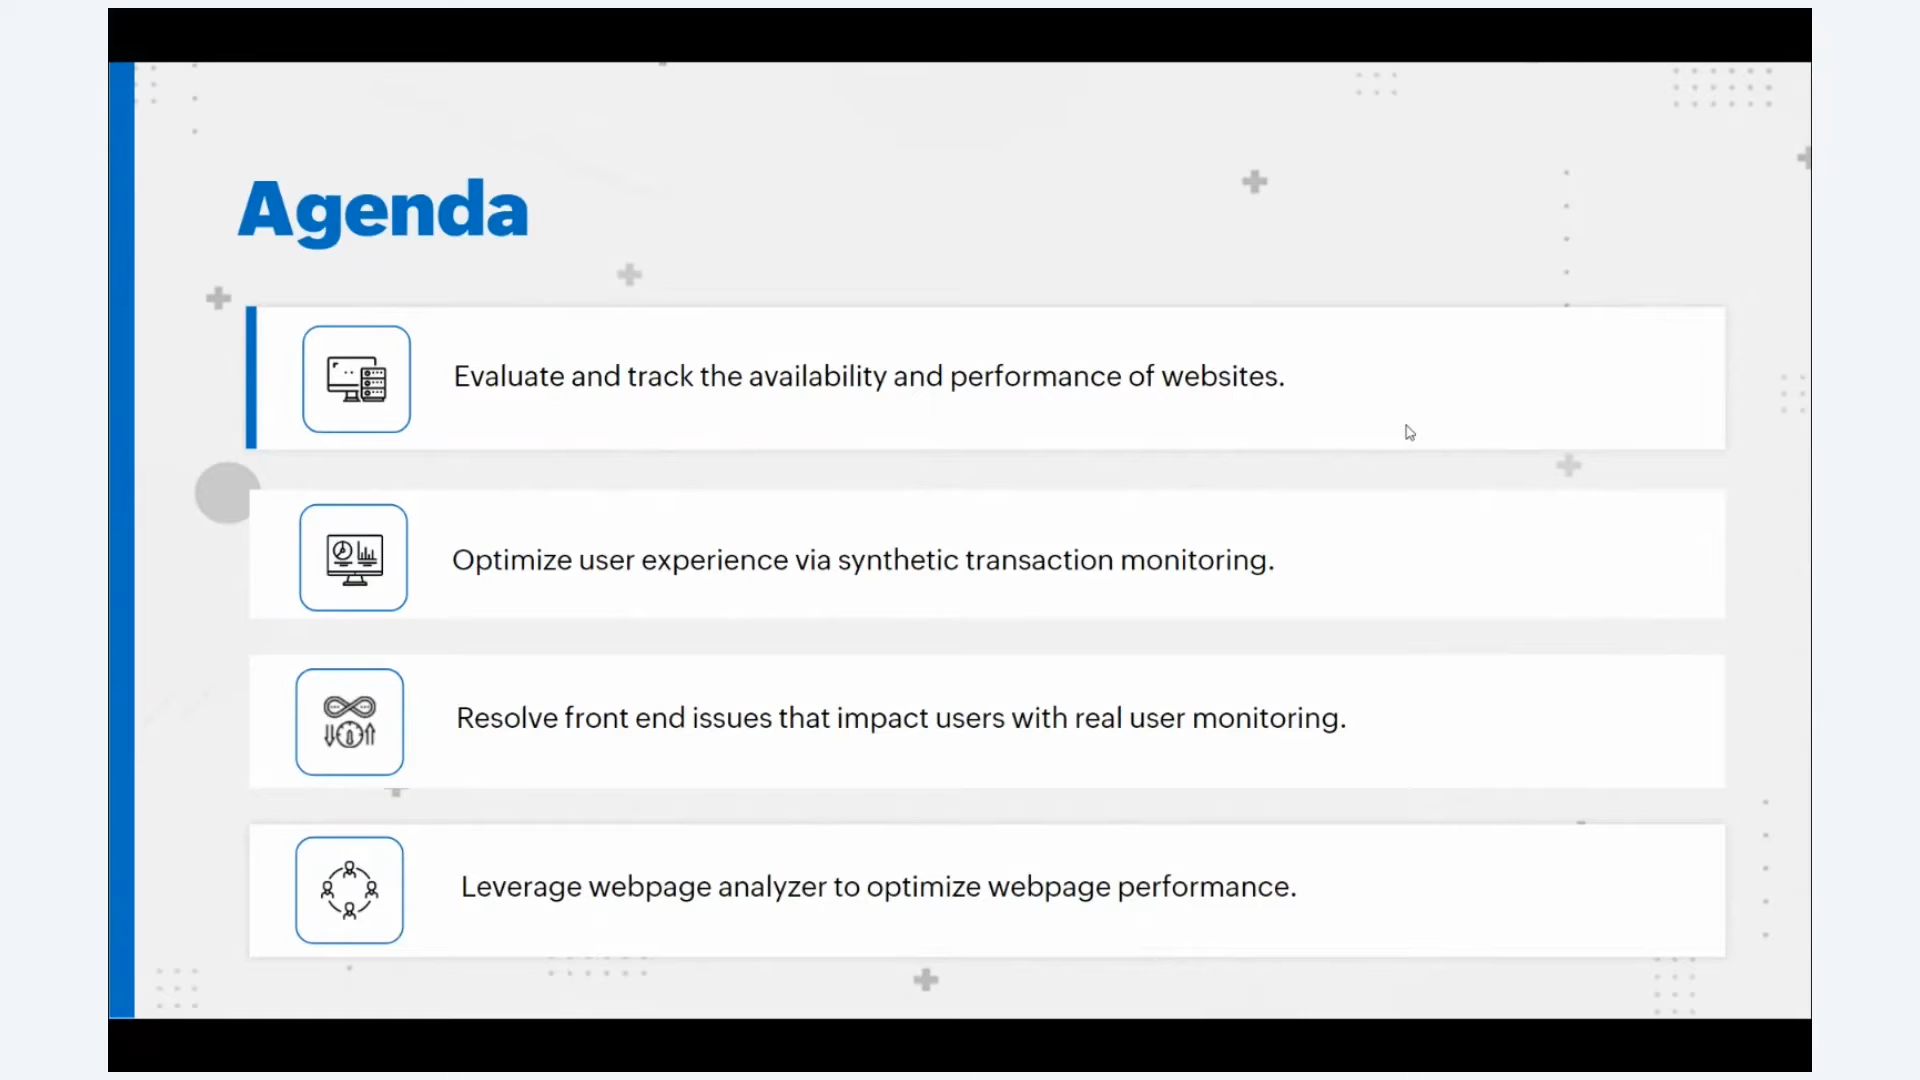 Agenda
Evaluate and track the availability and performance of websites.
Optimize user experience via synthetic transaction monitoring.
Resolve front end issues that impact users with real user monitoring.
Leverage webpage analyzer to optimize webpage performance.